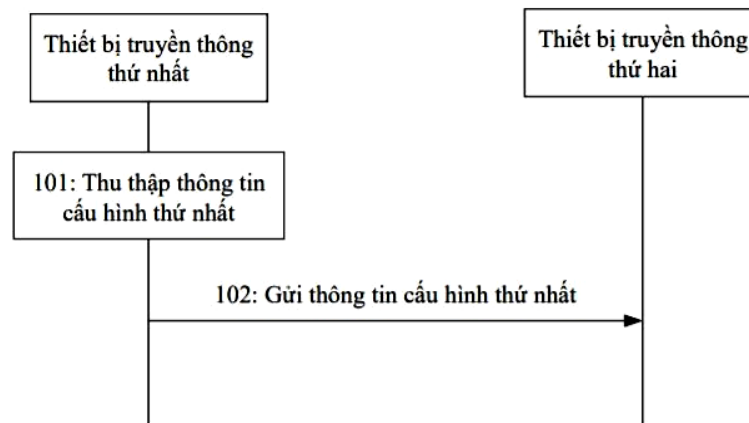 Thiết bị truyền thông
thứ nhất
Thiết bị truyền thông
thứ hai
101: Thu thập thông tin
cấu hình thứ nhất
102: Gửi thông tin cấu hình thứ nhất